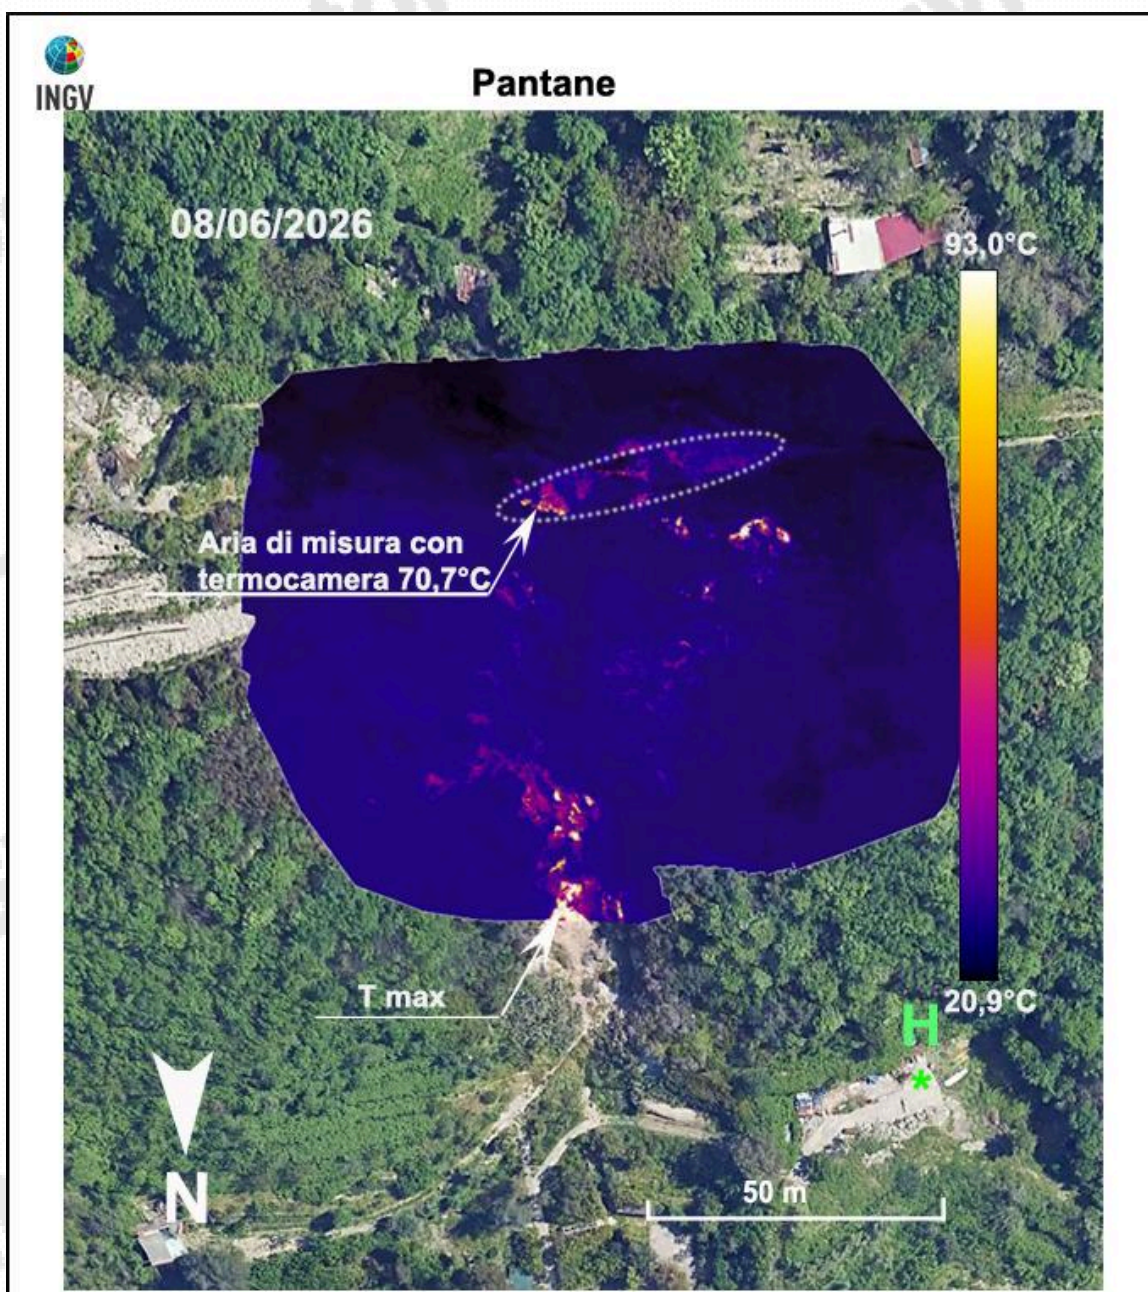 INGV
Pantane
08/06/2026
93,0°C
Aria di misura con
termocamera 70,7°C
T max
20,9°C
H
*
N
50 m